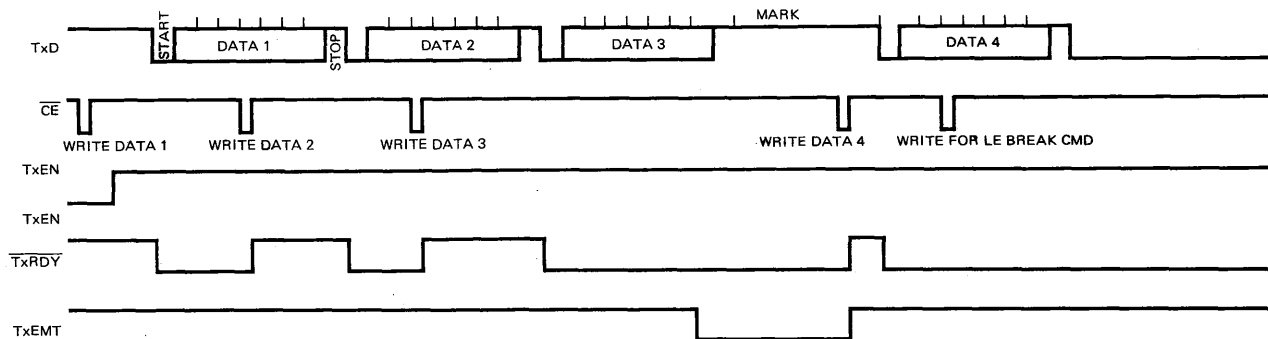 MARK
TxD
START
DATA 1
STOP
DATA 2
DATA 3
DATA 4
CE
WRITE DATA 1
WRITE DATA 2
WRITE DATA 3
WRITE DATA 4
WRITE FOR LE BREAK CMD
TxEN
TxEN
TxRDY
TxEMT